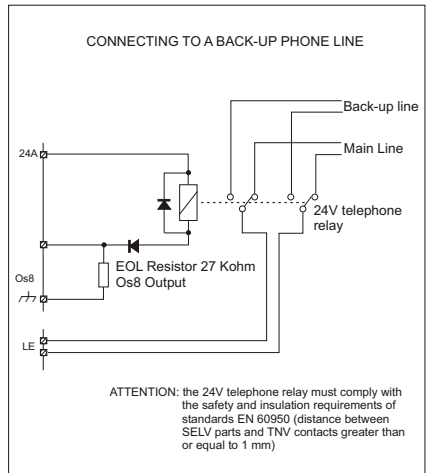 CONNECTING TO A BACK-UP PHONE LINE
Back-up line
Main Line
24A
24V telephone
relay
EOL Resistor 27 Kohm
Os8 Output
Os8
LE
ATTENTION: the 24V telephone relay must comply with
the safety and insulation requirements of
standards EN 60950 (distance between
SELV parts and TNV contacts greater than
or equal to 1 mm)